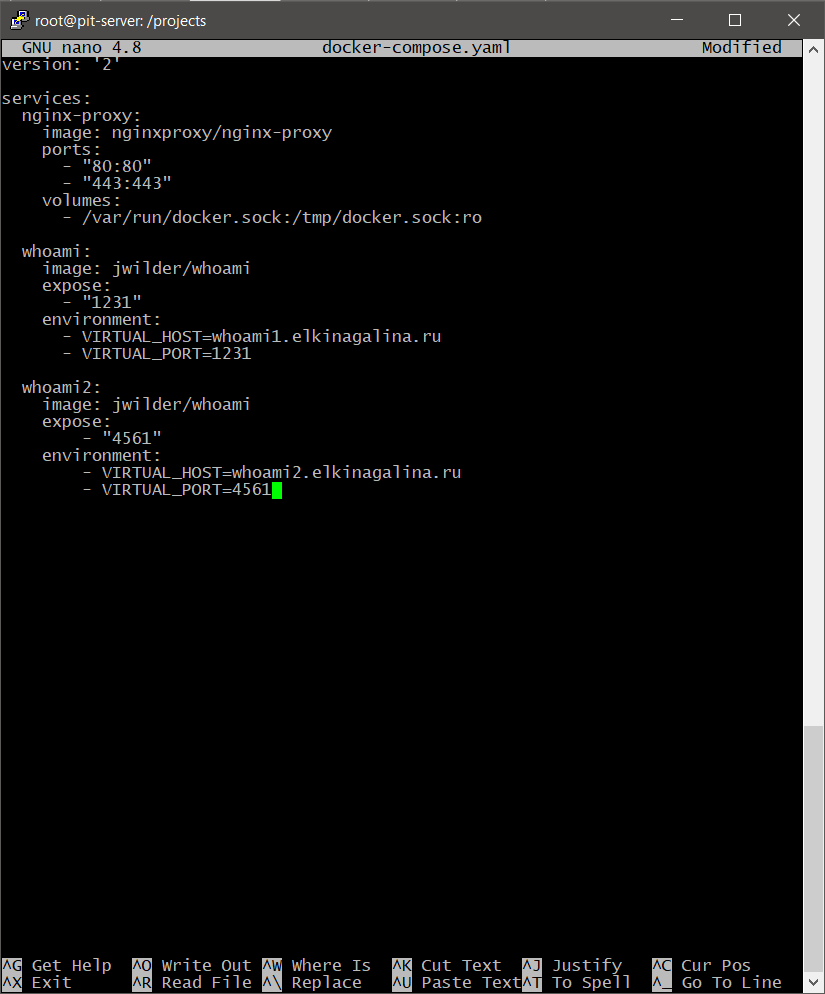 root@pit-server: /projects
GNU nano 4.8 docker-compose.yaml Modified
version: '2'
services:
  nginx-proxy:
    image: nginxproxy/nginx-proxy
    ports:
      - "80:80"
      - "443:443"
    volumes:
      - /var/run/docker.sock:/tmp/docker.sock:ro
  whoami:
    image: jwilder/whoami
    expose:
      - "1231"
    environment:
      - VIRTUAL_HOST=whoami1.elkinagalina.ru
      - VIRTUAL_PORT=1231
  whoami2:
    image: jwilder/whoami
    expose:
        - "4561"
    environment:
        - VIRTUAL_HOST=whoami2.elkinagalina.ru
        - VIRTUAL_PORT=4561
^G Get Help ^O Write Out ^W Where Is ^K Cut Text ^J Justify ^C Cur Pos
^X Exit ^R Read File ^\ Replace ^U Paste Text ^T To Spell ^_ Go To Line